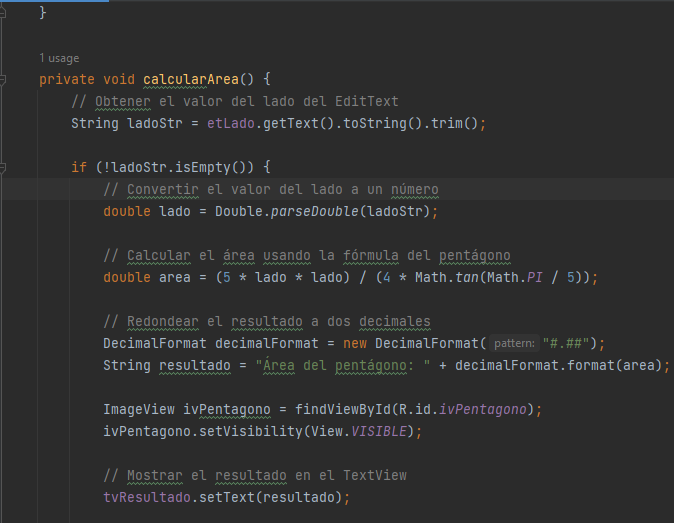 }
1 usage
private void calcularArea() {
// Obtener el valor del lado del EditText
String ladoStr = etLado.getText().toString().trim();
if (!ladoStr.isEmpty()) {
// Convertir el valor del lado a un número
double lado = Double.parseDouble(ladoStr);
// Calcular el área usando la fórmula del pentágono
double area = (5 * lado * lado) / (4 * Math.tan(Math.PI / 5));
// Redondear el resultado a dos decimales
DecimalFormat decimalFormat = new DecimalFormat( pattern: "#.##");
String resultado = "Área del pentágono: " + decimalFormat.format(area);
ImageView ivPentagono = findViewById(R.id.ivPentagono);
ivPentagono.setVisibility(View.VISIBLE);
// Mostrar el resultado en el TextView
tvResultado.setText(resultado);